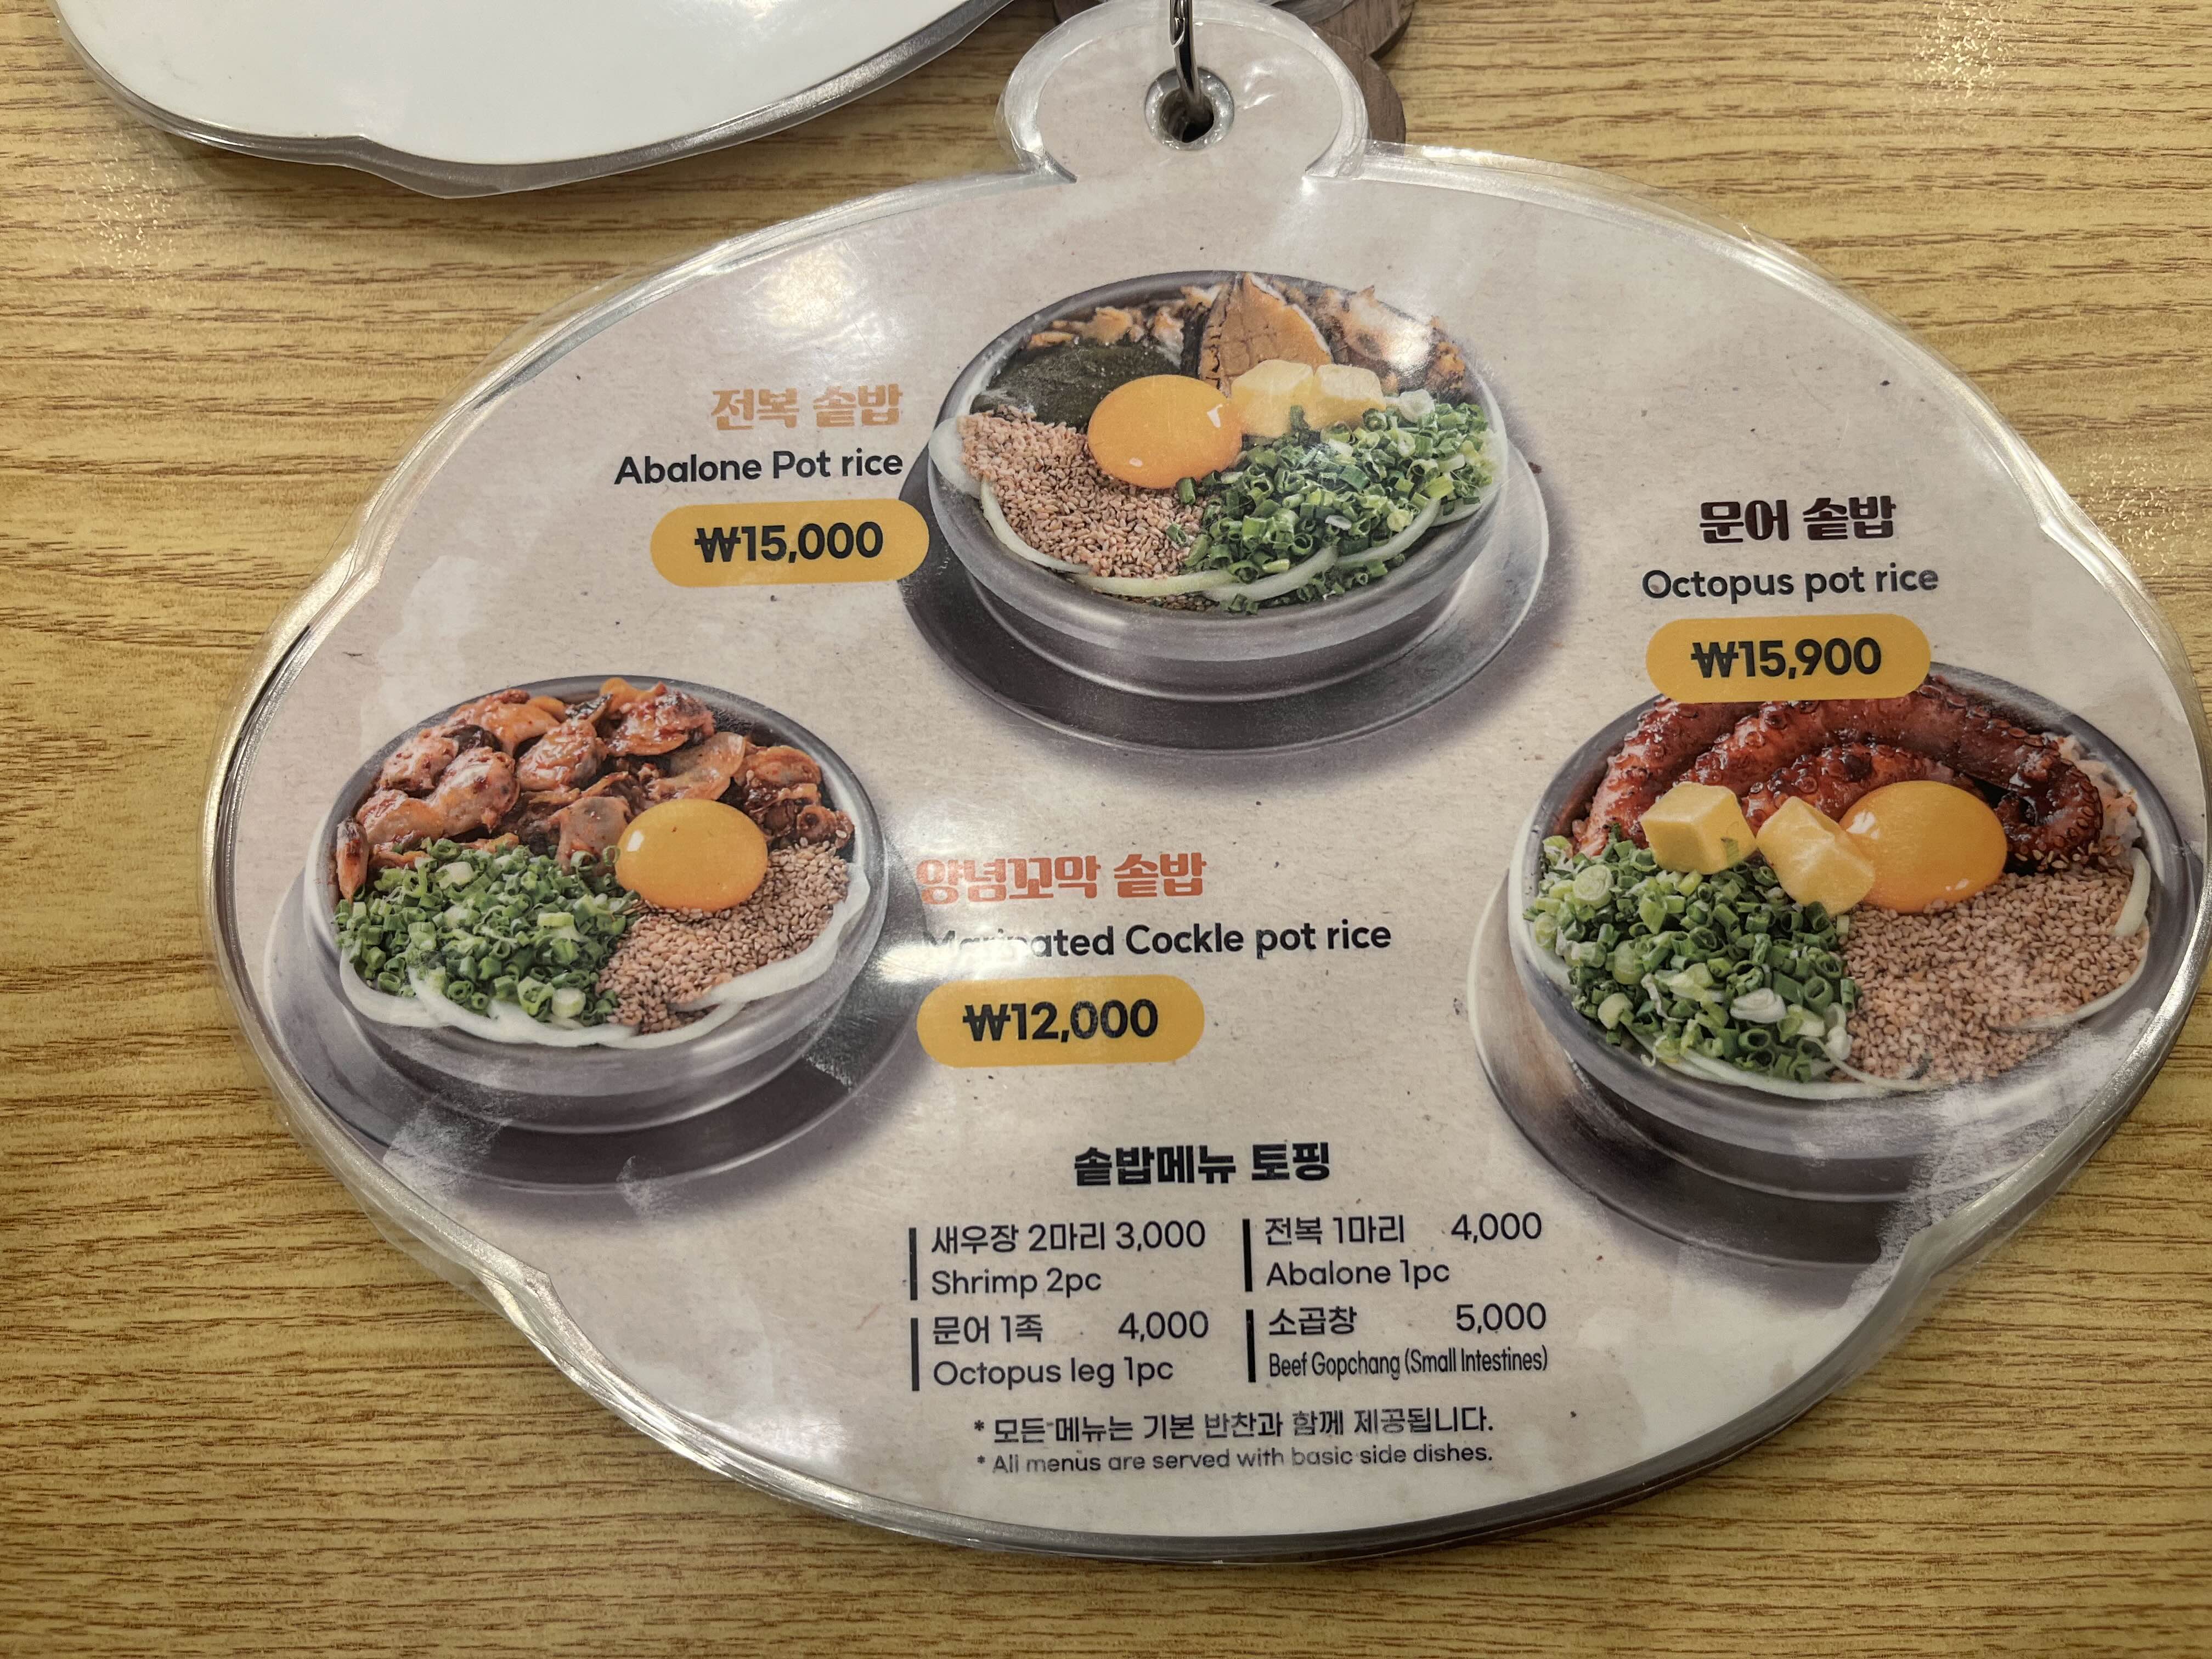 전복 솥밥
Abalone Pot rice
₩15,000
문어 솥밥
Octopus pot rice
₩15,900
양념꼬막 솥밥
Marinated Cockle pot rice
₩12,000
솥밥메뉴 토핑
새우장 2마리 3,000
Shrimp 2pc
전복 1마리 4,000
Abalone 1pc
문어 1족 4,000
Octopus leg 1pc
소곱창 5,000
Beef Gopchang (Small Intestines)
* 모든 메뉴는 기본 반찬과 함께 제공됩니다.
* All menus are served with basic side dishes.